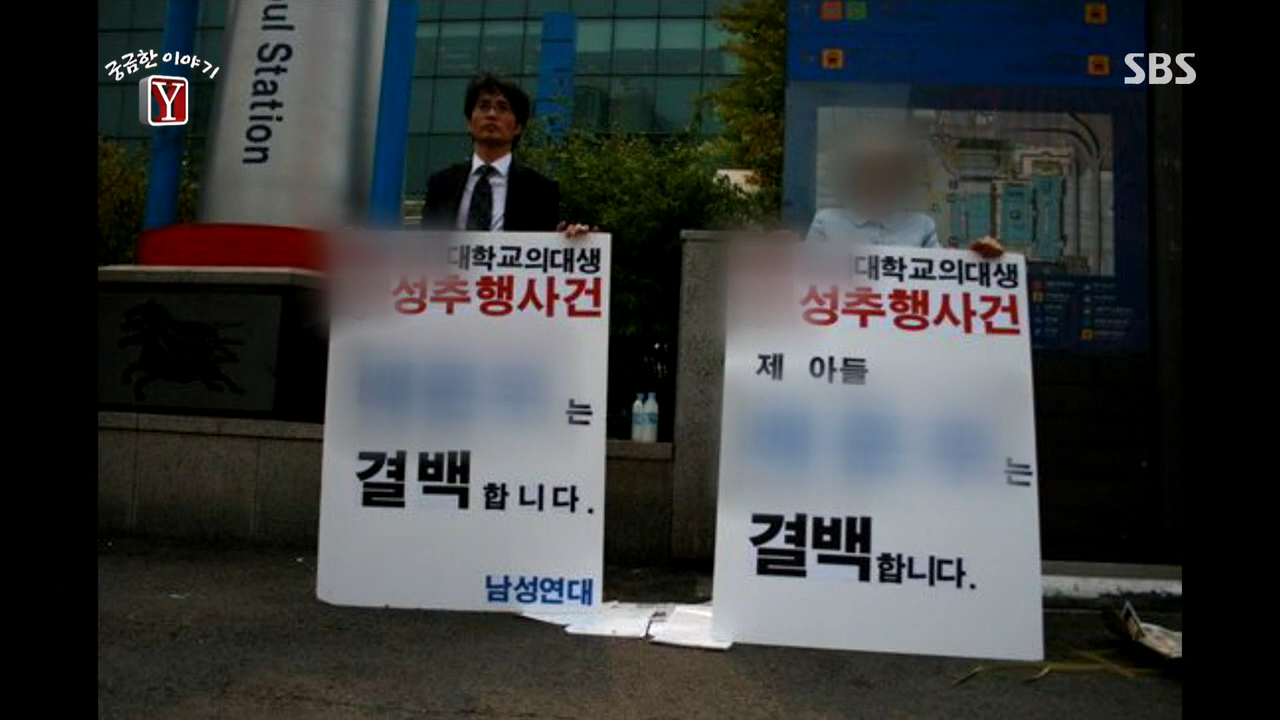 궁금한 이야기
Y
SBS
ul Station
대학교의대생
성추행사건
는
결백합니다.
남성연대
대학교의대생
성추행사건
제 아들
는
결백합니다.